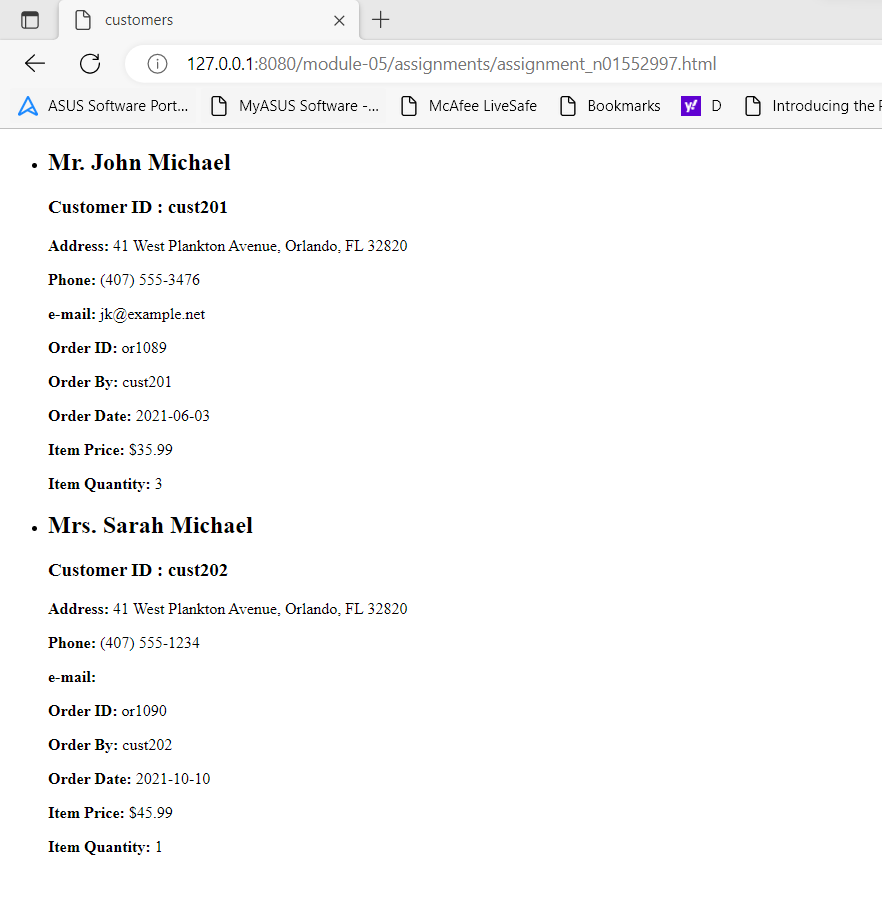 customers
127.0.0.1:8080/module-05/assignments/assignment_n01552997.html
ASUS Software Port... MyASUS Software -... McAfee LiveSafe Bookmarks y! D Introducing the
Mr. John Michael
Customer ID : cust201
Address: 41 West Plankton Avenue, Orlando, FL 32820
Phone: (407) 555-3476
e-mail: jk@example.net
Order ID: or1089
Order By: cust201
Order Date: 2021-06-03
Item Price: $35.99
Item Quantity: 3
Mrs. Sarah Michael
Customer ID : cust202
Address: 41 West Plankton Avenue, Orlando, FL 32820
Phone: (407) 555-1234
e-mail:
Order ID: or1090
Order By: cust202
Order Date: 2021-10-10
Item Price: $45.99
Item Quantity: 1